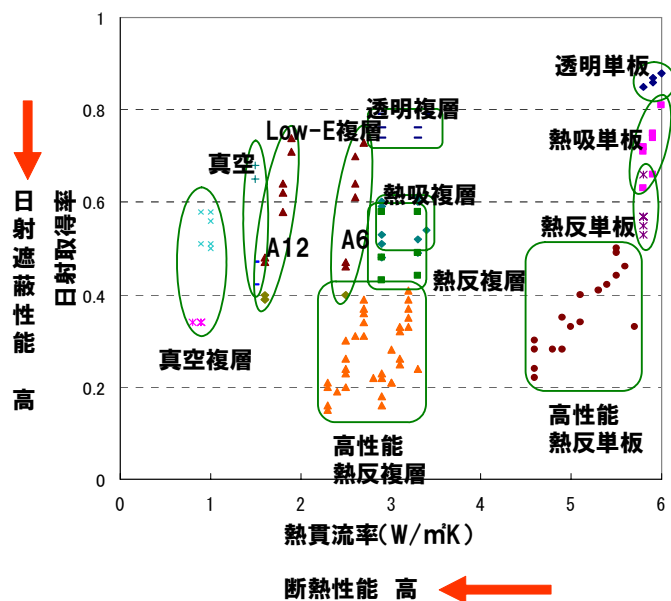 1
0.8
0.6
0.4
0.2
0
0
1
2
3
4
5
6
日射遮蔽性能 高
日射取得率
透明単板
透明複層
Low-E複層
熱吸単板
真空
熱吸複層
熱反単板
A12
A6
熱反複層
真空複層
高性能
熱反複層
高性能
熱反単板
熱貫流率(W/㎡K)
断熱性能 高